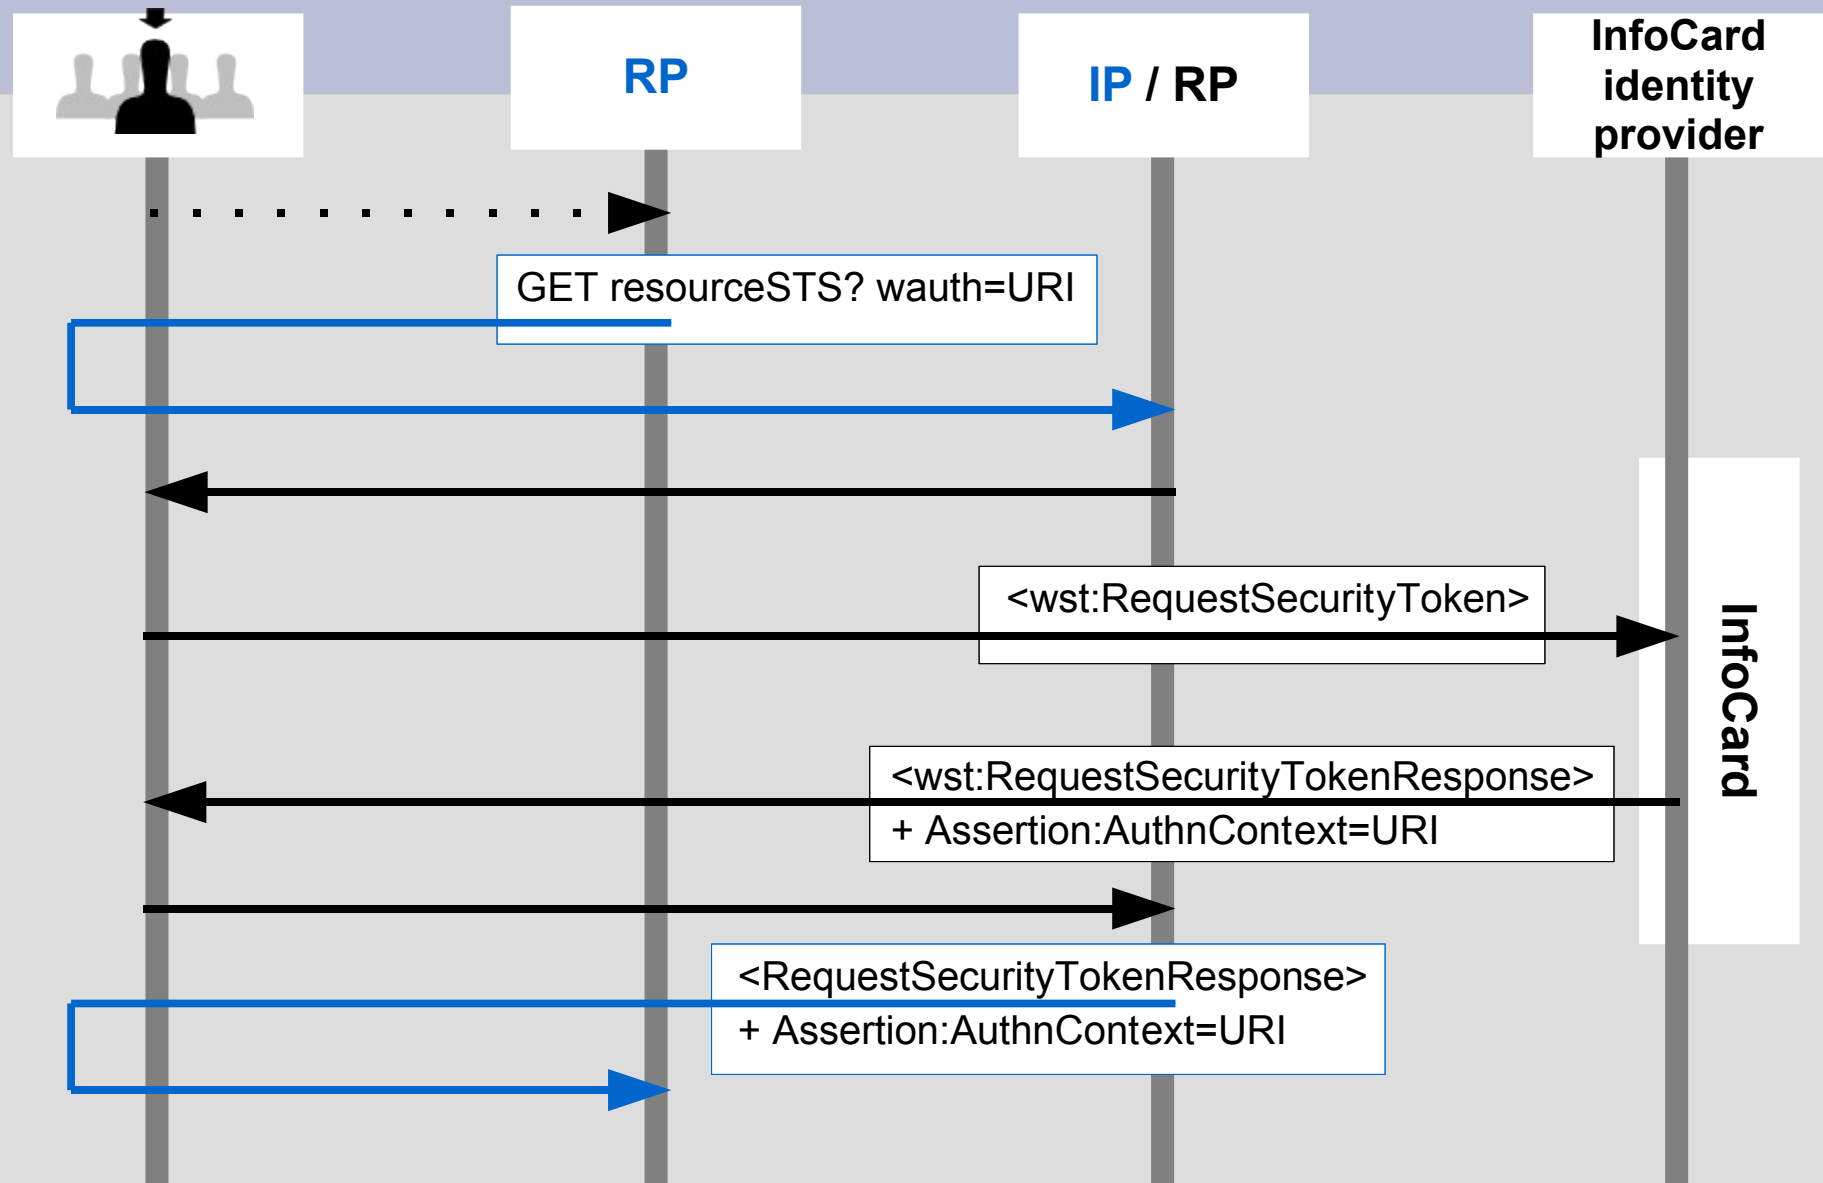 RP
IP / RP
InfoCard
identity
provider
GET resourceSTS? wauth=URI
<wst:RequestSecurityToken>
InfoCard
<wst:RequestSecurityTokenResponse>
+ Assertion:AuthnContext=URI
<RequestSecurityTokenResponse>
+ Assertion:AuthnContext=URI